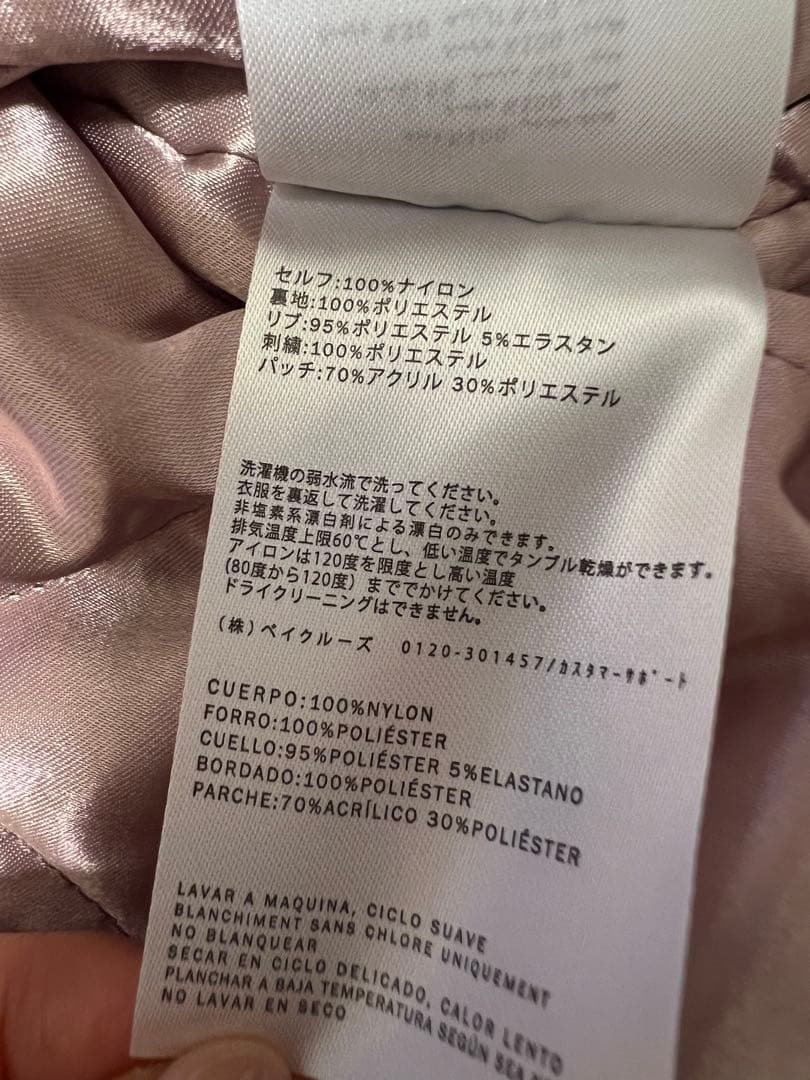 セルフ:100%ナイロン
裏地:100%ポリエステル
リブ:95%ポリエステル 5%エラスタン
刺繍:100%ポリエステル
パッチ:70%アクリル 30%ポリエステル
洗濯機の弱水流で洗ってください。
衣服を裏返して洗濯してください。
非塩素系漂白剤による漂白のみできます。
排気温度上限60℃とし、低い温度でタンブル乾燥ができます。
アイロンは120度を限度とし高い温度
(80度から120度)まででかけてください。
ドライクリーニングはできません。
(株)ベイクルーズ 0120-301457/カスタマーサポート
CUERPO:100%NYLON
FORRO:100%POLIÉSTER
CUELLO:95%POLIÉSTER 5%ELASTANO
BORDADO:100%POLIÉSTER
PARCHE:70%ACRÍLICO 30%POLIÉSTER
LAVAR A MAQUINA, CICLO SUAVE
BLANCHIMENT SANS CHLORE UNIQUEMENT
NO BLANQUEAR
SECAR EN CICLO DELICADO, CALOR LENTO
PLANCHAR A BAJA TEMPERATURA SEGÚN SEA
NO LAVAR EN SECO